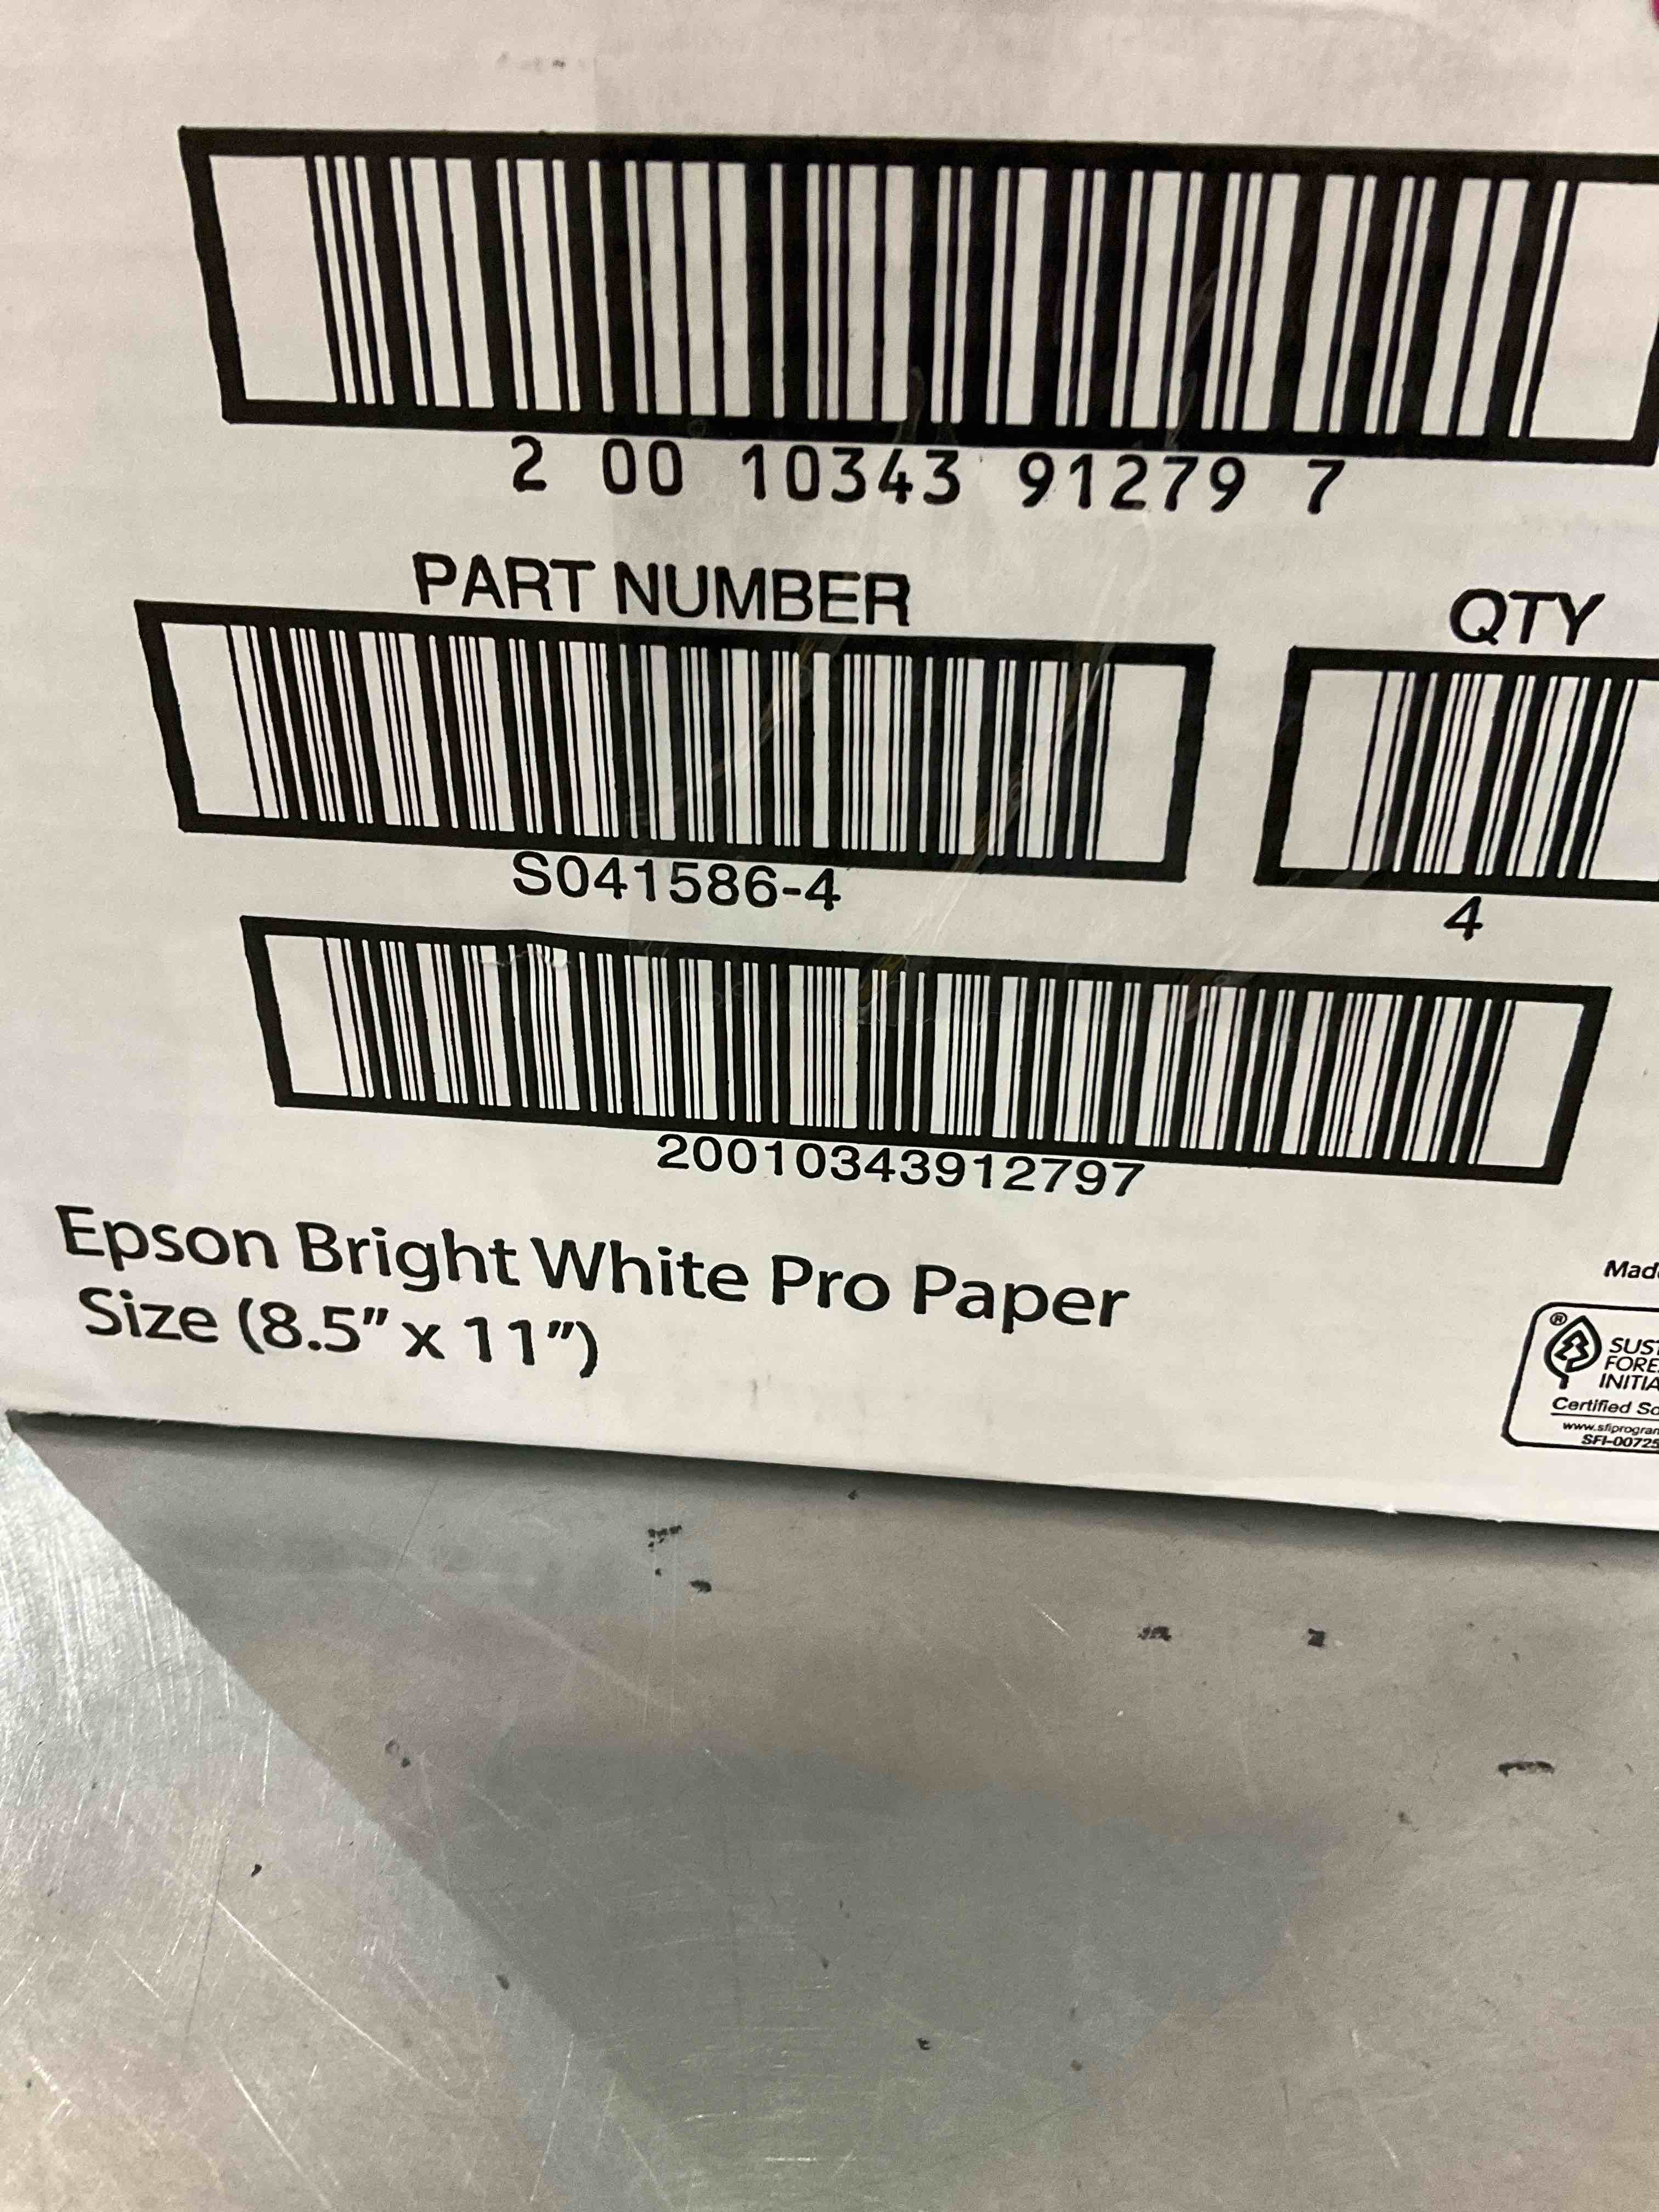 2 00 10343 91279 7
PART NUMBER
QTY
S041586-4
4
20010343912797
Epson Bright White Pro Paper
Size (8.5" x 11")
®
Certified